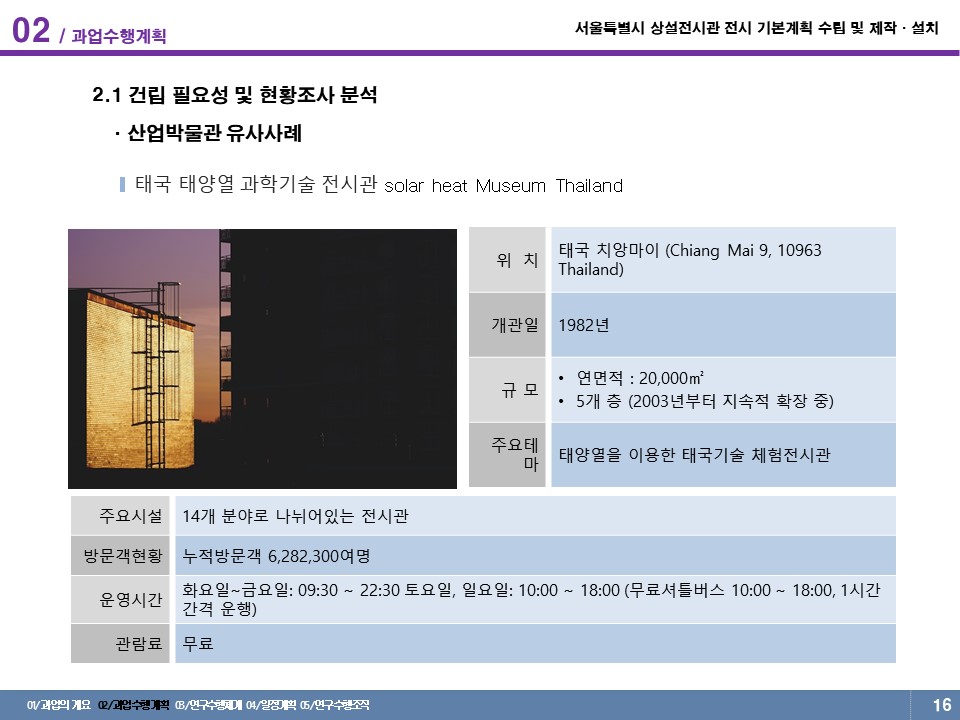 02 / 과업수행계획
서울특별시 상설전시관 전시 기본계획 수립 및 제작 · 설치
2.1 건립 필요성 및 현황조사 분석
· 산업박물관 유사사례
태국 태양열 과학기술 전시관 solar heat Museum Thailand
위 치
태국 치앙마이 (Chiang Mai 9, 10963
Thailand)
개관일
1982년
규 모
• 연면적 : 20,000㎡
• 5개 층 (2003년부터 지속적 확장 중)
주요테
마
태양열을 이용한 태국기술 체험전시관
주요시설
14개 분야로 나뉘어있는 전시관
방문객현황
누적방문객 6,282,300여명
운영시간
화요일~금요일: 09:30 ~ 22:30 토요일, 일요일: 10:00 ~ 18:00 (무료셔틀버스 10:00 ~ 18:00, 1시간
간격 운행)
관람료
무료
01/과업의 개요 02/과업수행계획 03/연구수행체계 04/일정계획 05/연구수행조직
16